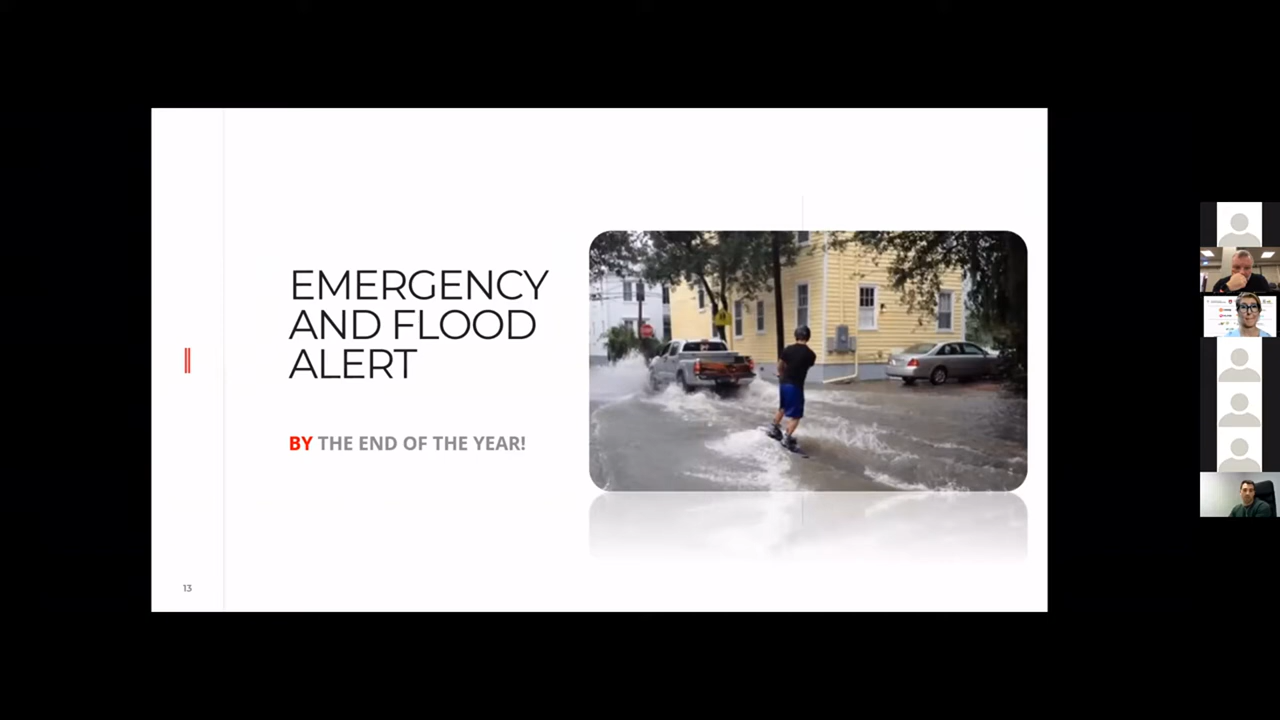 EMERGENCY
AND FLOOD
ALERT
BY THE END OF THE YEAR!
13